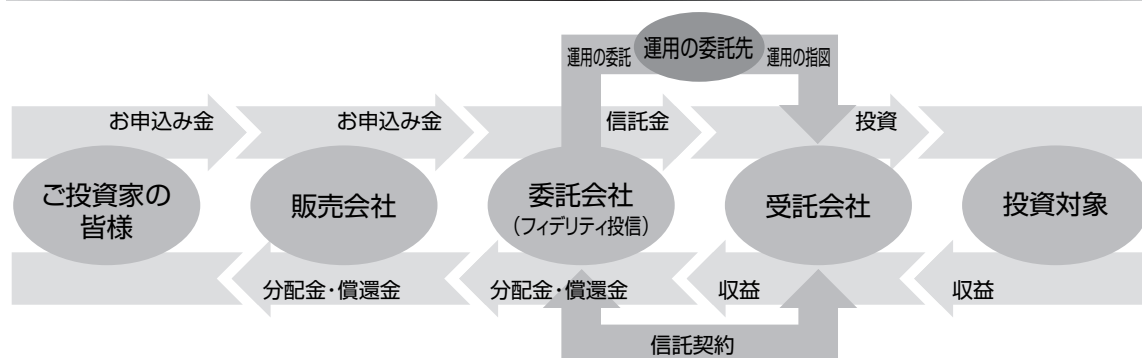 運用の委託
運用の委託先
運用の指図
お申込み金
お申込み金
信託金
投資
ご投資家の
皆様
販売会社
委託会社
(フィデリティ投信)
受託会社
投資対象
分配金・償還金
分配金・償還金
収益
収益
信託契約